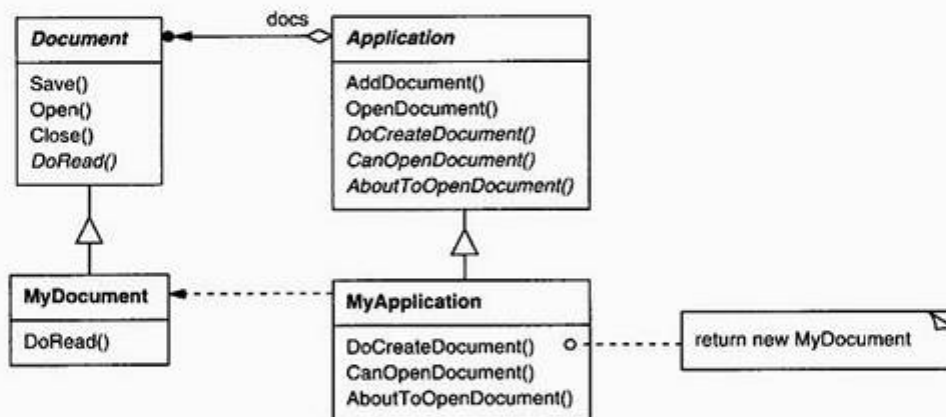 docs
Document
Save()
Open()
Close()
DoRead()
Application
AddDocument()
OpenDocument()
DoCreateDocument()
CanOpenDocument()
AboutToOpenDocument()
MyDocument
DoRead()
MyApplication
DoCreateDocument()
CanOpenDocument()
AboutToOpenDocument()
return new MyDocument